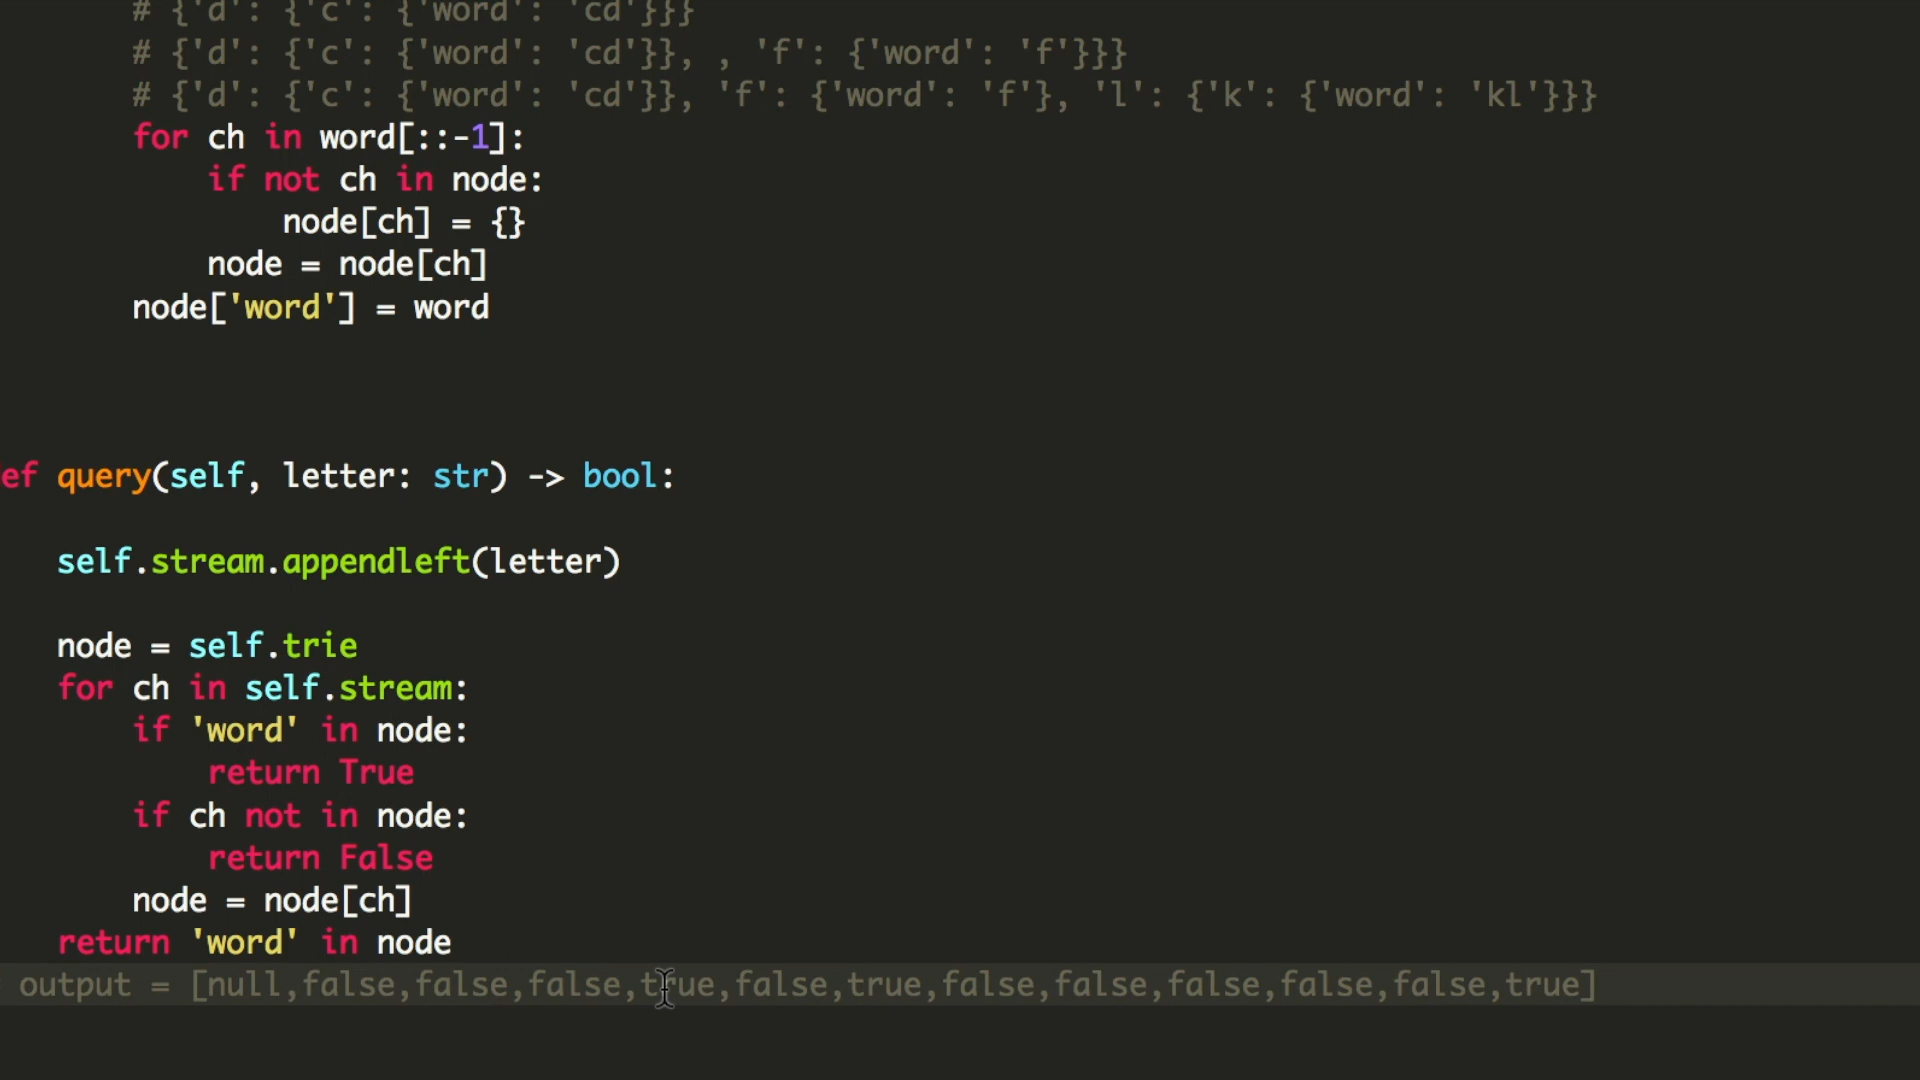 # {'d': {'c': {'word': 'cd'}}}
# {'d': {'c': {'word': 'cd'}}, , 'f': {'word': 'f'}}}
# {'d': {'c': {'word': 'cd'}}, 'f': {'word': 'f'}, 'l': {'k': {'word': 'kl'}}}
for ch in word[::-1]:
if not ch in node:
node[ch] = {}
node = node[ch]
node['word'] = word
ef query(self, letter: str) -> bool:
self.stream.appendleft(letter)
node = self.trie
for ch in self.stream:
if 'word' in node:
return True
if ch not in node:
return False
node = node[ch]
return 'word' in node
output = [null,false,false,false,true,false,true,false,false,false,false,false,true]